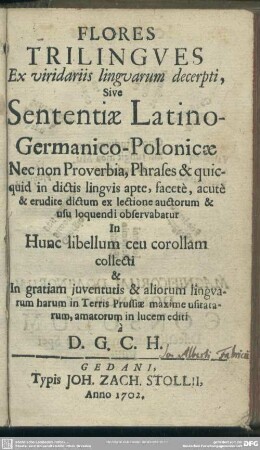 FLORES
TRILINGVES
Ex viridariis lingvarum decerpti,
Sive
Sententiæ Latino-
Germanico-Polonicæ
Nec non Proverbia, Phrases & quic-
quid in dictis lingvis apte, facetè, acutè
& erudite dictum ex lectione auctorum &
usu loquendi observabatur
In
Hunc libellum ceu corollam
collecti
&
In gratiam juventutis & aliorum lingva-
rum harum in Terris Prussiæ màxime usitata-
rum, amatorum in lucem editi
à
D. G. C. H.
GEDANI,
Typis JOH. ZACH. STOLLII,
Anno 1702.